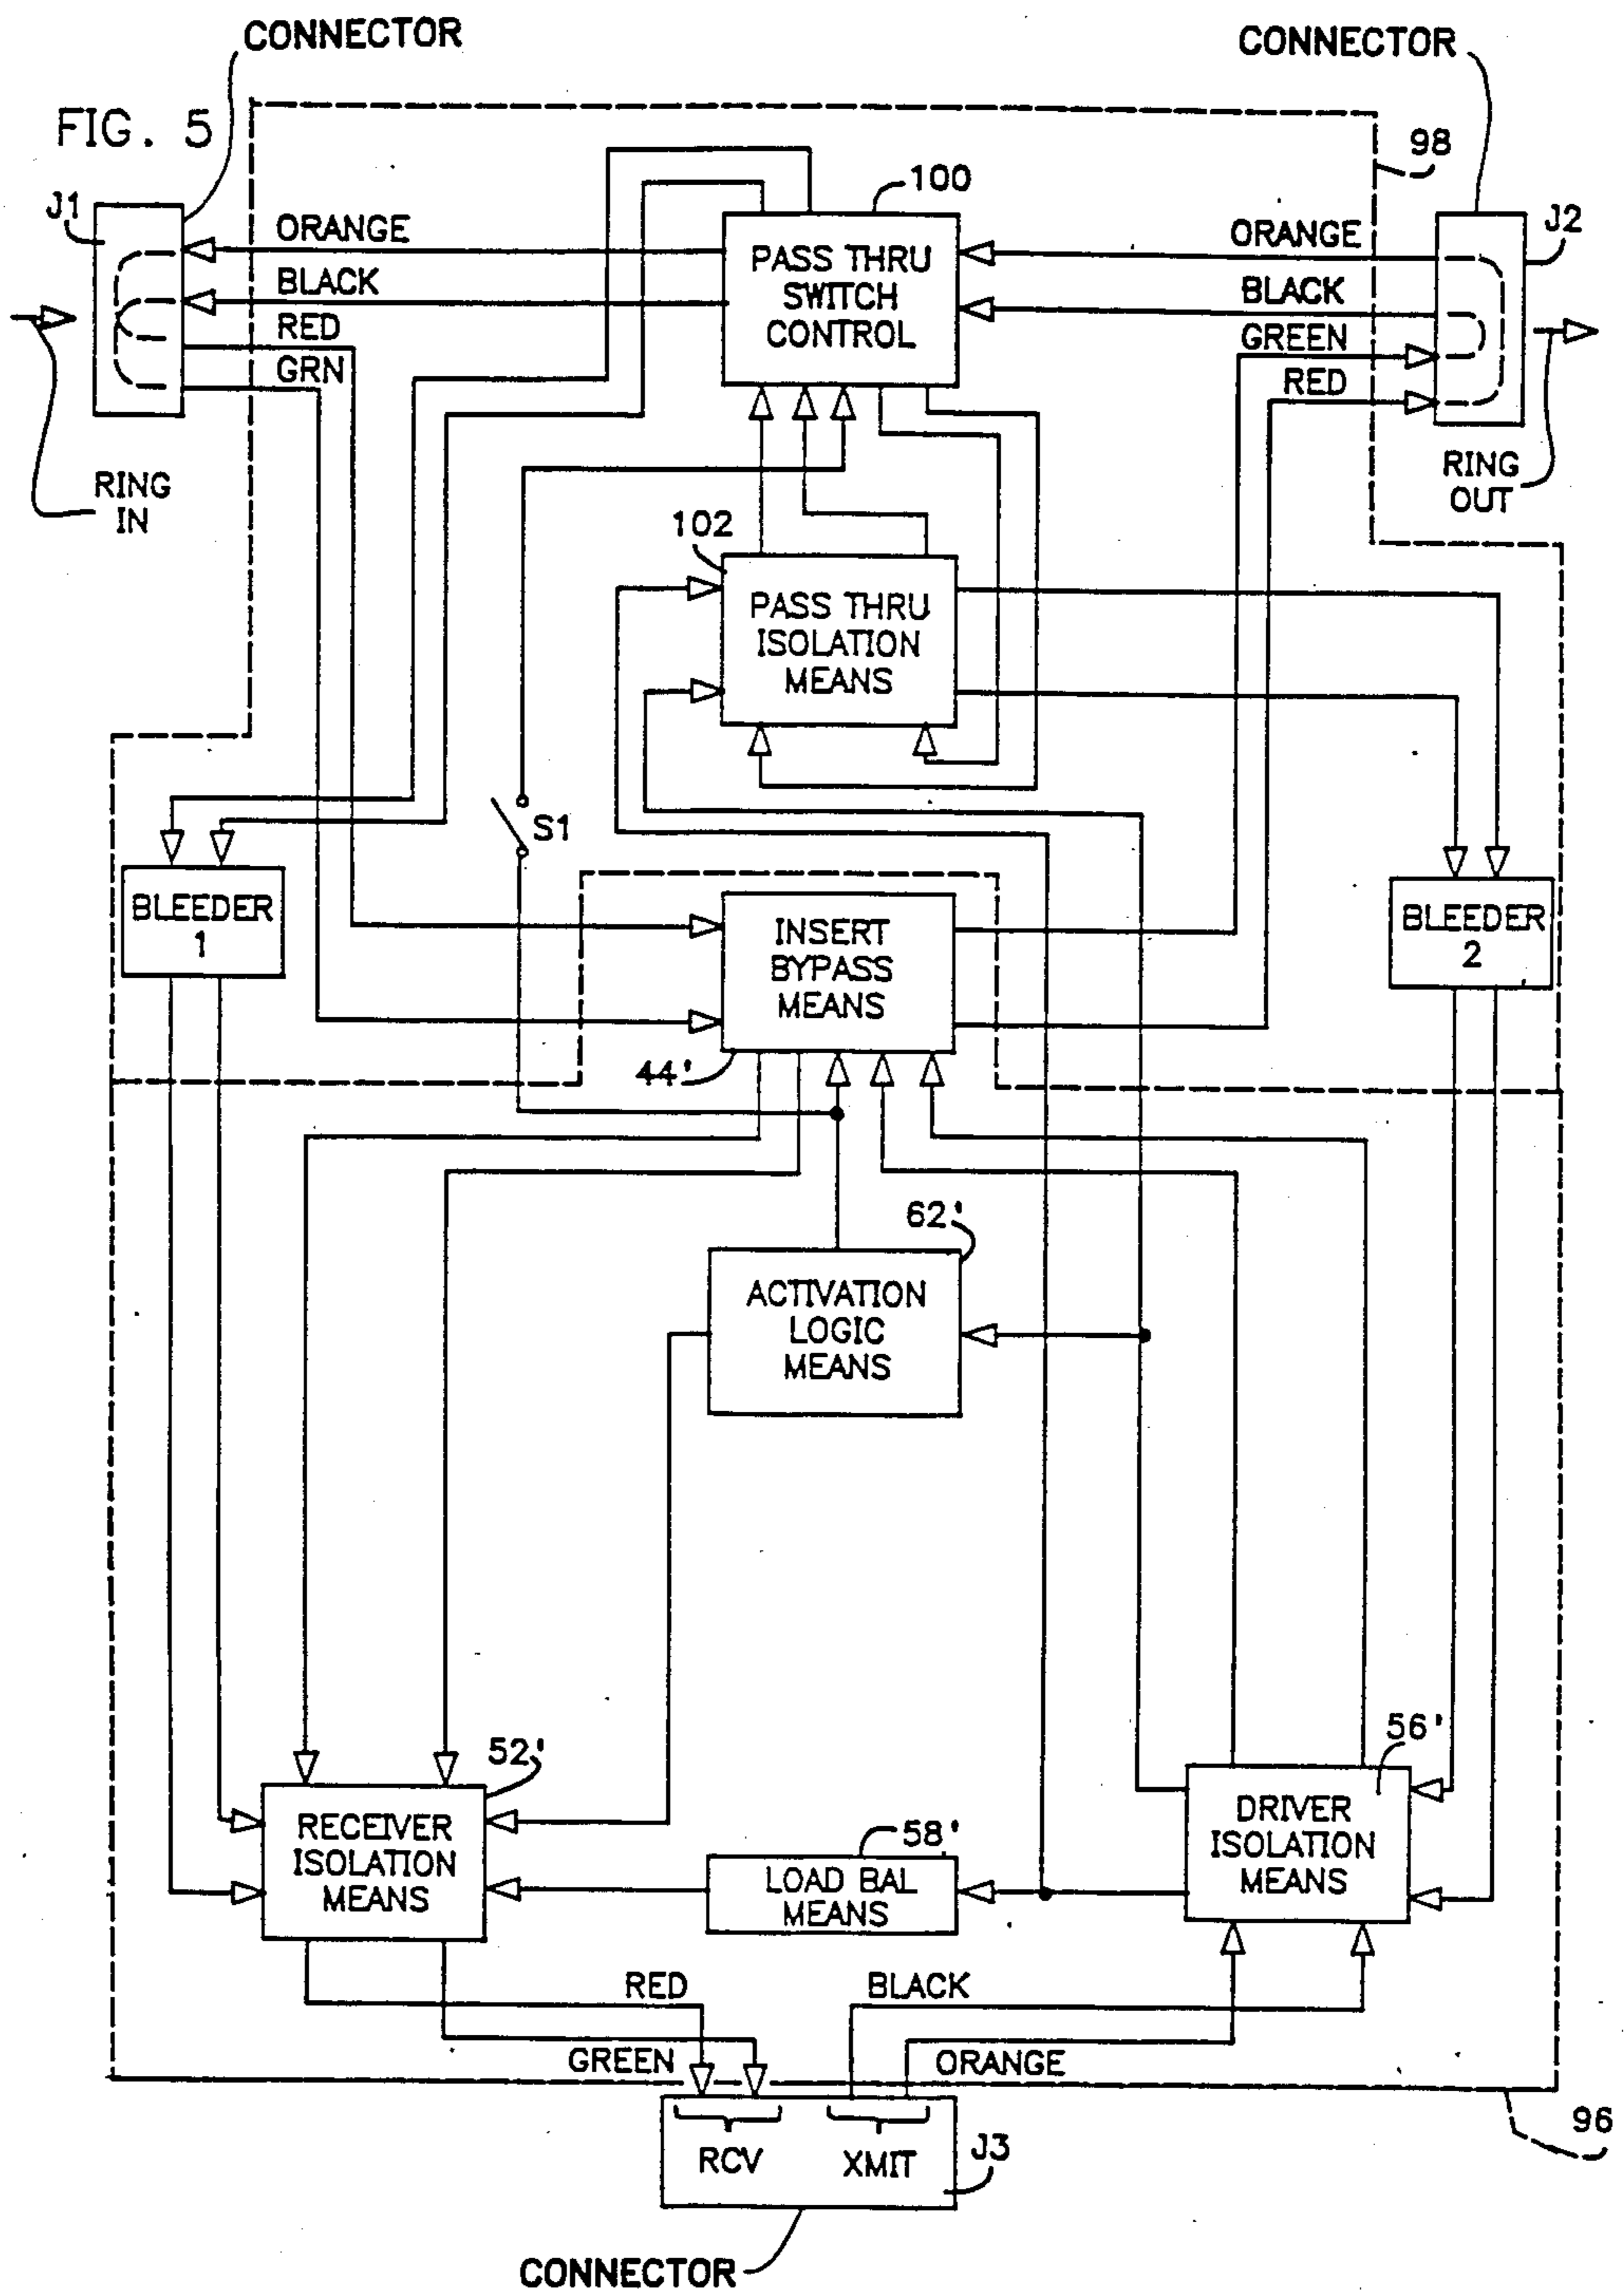 CONNECTOR
CONNECTOR
FIG. 5
98
J1
100
J2
ORANGE
PASS THRU
SWITCH
CONTROL
ORANGE
BLACK
BLACK
RED
GREEN
GRN
RED
RING
IN
RING
OUT
102
PASS THRU
ISOLATION
MEANS
S1
BLEEDER
1
INSERT
BYPASS
MEANS
BLEEDER
2
44'
62'
ACTIVATION
LOGIC
MEANS
52'
56'
RECEIVER
ISOLATION
MEANS
58'
LOAD BAL
MEANS
DRIVER
ISOLATION
MEANS
RED
BLACK
GREEN
ORANGE
96
RCV
XMIT
J3
CONNECTOR